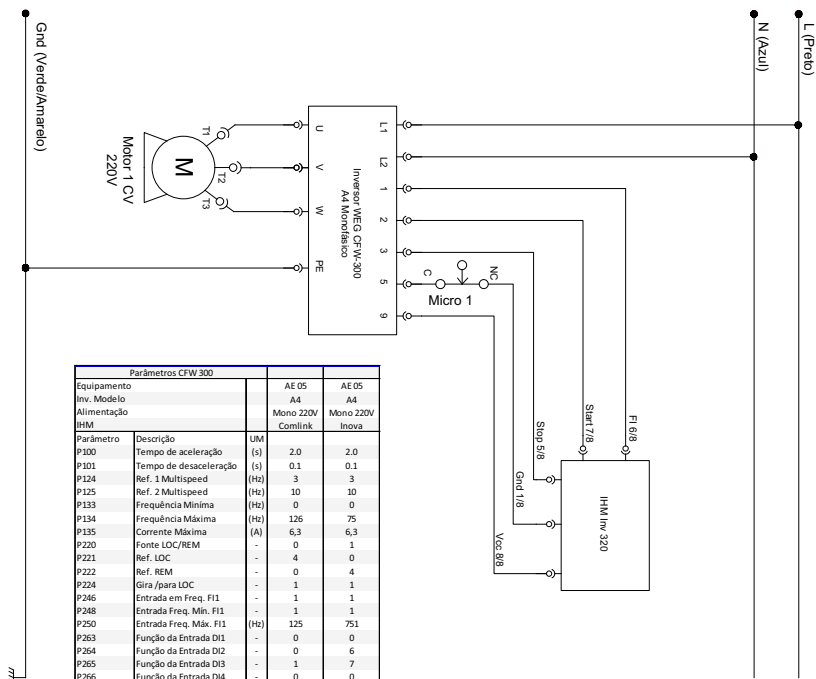 Gnd (Verde/Amarelo)
N (Azul)
L (Preto)
Motor 1 CV
220V
M
T1
T2
T3
U
V
W
PE
Inversor WEG CFW-300
A4 Monofásico
L1
L2
1
2
3
5
9
C
NC
Micro 1
Stop 5/8
Gnd 1/8
Vcc 8/8
Start 7/8
FI 6/8
IHM Inv 320
Parâmetros CFW 300
Equipamento AE 05 AE 05
Inv. Modelo A4 A4
Alimentação Mono 220V Mono 220V
IHM Comlink Inova
Parâmetro Descrição UM
P100 Tempo de aceleração (s) 2.0 2.0
P101 Tempo de desaceleração (s) 0.1 0.1
P124 Ref. 1 Multispeed (Hz) 3 3
P125 Ref. 2 Multispeed (Hz) 10 10
P133 Frequência Miníma (Hz) 0 0
P134 Frequência Máxima (Hz) 126 75
P135 Corrente Máxima (A) 6,3 6,3
P220 Fonte LOC/REM - 0 1
P221 Ref. LOC - 4 0
P222 Ref. REM - 0 4
P224 Gira /para LOC - 1 1
P246 Entrada em Freq. FI1 - 1 1
P248 Entrada Freq. Mín. FI1 - 1 1
P250 Entrada Freq. Máx. FI1 (Hz) 125 751
P263 Função da Entrada DI1 - 0 0
P264 Função da Entrada DI2 - 0 6
P265 Função da Entrada DI3 - 1 7
P266 Função da Entrada DI4 - 0 0